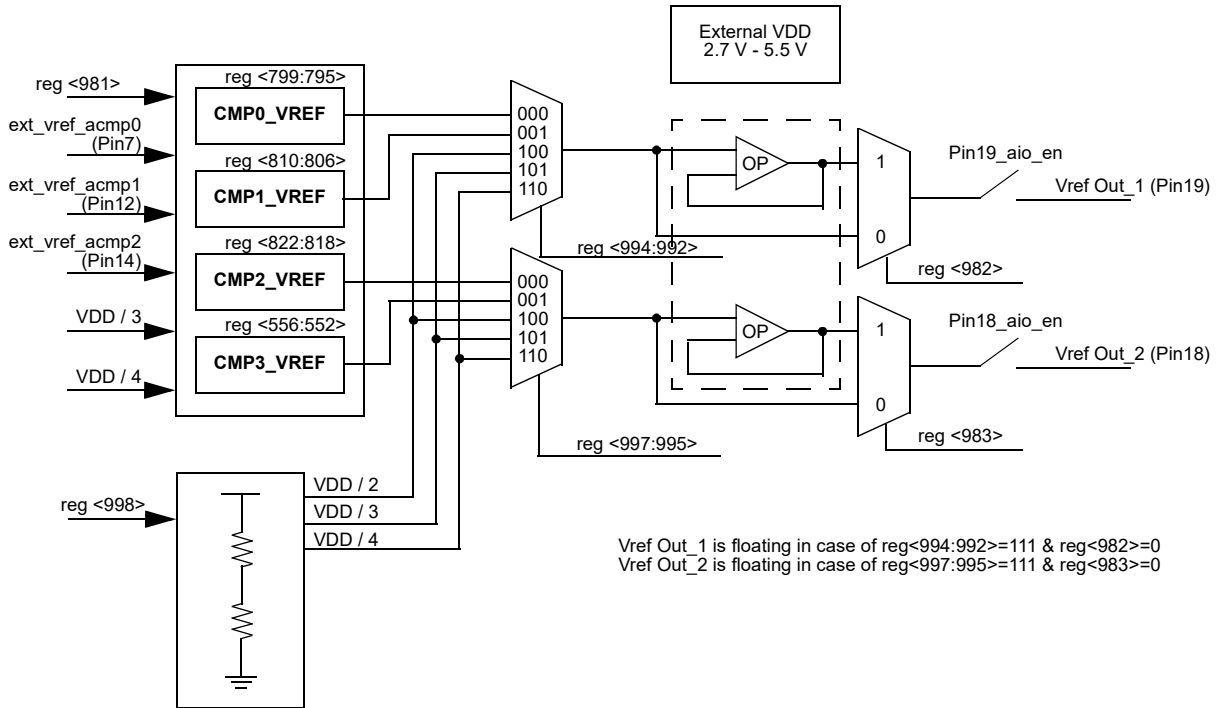 External VDD
2.7 V - 5.5 V
reg <981>
ext_vref_acmp0
(Pin7)
ext_vref_acmp1
(Pin12)
ext_vref_acmp2
(Pin14)
VDD / 3
VDD / 4
reg <799:795>
CMP0_VREF
reg <810:806>
CMP1_VREF
reg <822:818>
CMP2_VREF
reg <556:552>
CMP3_VREF
000
001
100
101
110
reg <994:992>
000
001
100
101
110
reg <997:995>
OP
OP
1
0
reg <982>
1
0
reg <983>
Pin19_aio_en
Vref Out_1 (Pin19)
Pin18_aio_en
Vref Out_2 (Pin18)
reg <998>
VDD / 2
VDD / 3
VDD / 4
Vref Out_1 is floating in case of reg<994:992>=111 & reg<982>=0
Vref Out_2 is floating in case of reg<997:995>=111 & reg<983>=0